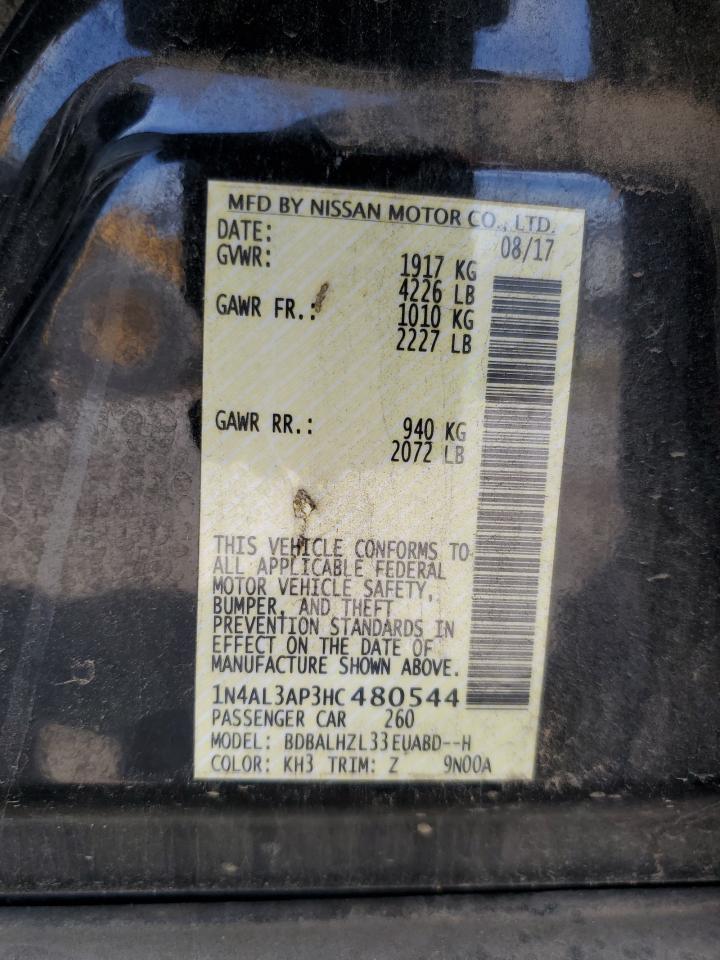 MFD BY NISSAN MOTOR CO., LTD.
DATE: 08/17
GVWR: 1917 KG
4226 LB
GAWR FR.: 1010 KG
2227 LB
GAWR RR.: 940 KG
2072 LB
THIS VEHICLE CONFORMS TO
ALL APPLICABLE FEDERAL
MOTOR VEHICLE SAFETY,
BUMPER, AND THEFT
PREVENTION STANDARDS IN
EFFECT ON THE DATE OF
MANUFACTURE SHOWN ABOVE.
1N4AL3AP3HC480544
PASSENGER CAR 260
MODEL: BDBALHZL33EUABD--H
COLOR: KH3 TRIM: Z 9N00A